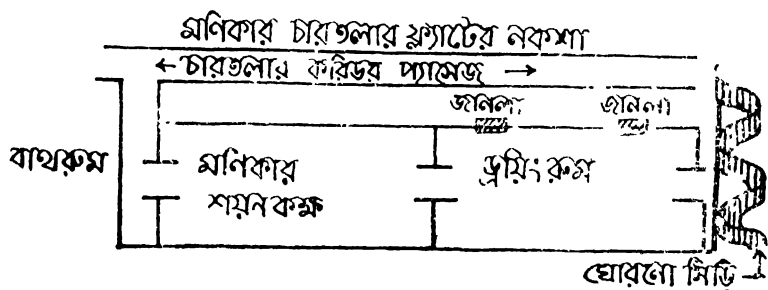 মণিকার চারতলার ফ্ল্যাটের নকশা
← চারতলার করিডর প্যাসেজ →
জানলা জানলা
বাথরুম মণিকার ড্রয়িংরুম
শয়নকক্ষ
ঘোরানো সিঁড়ি